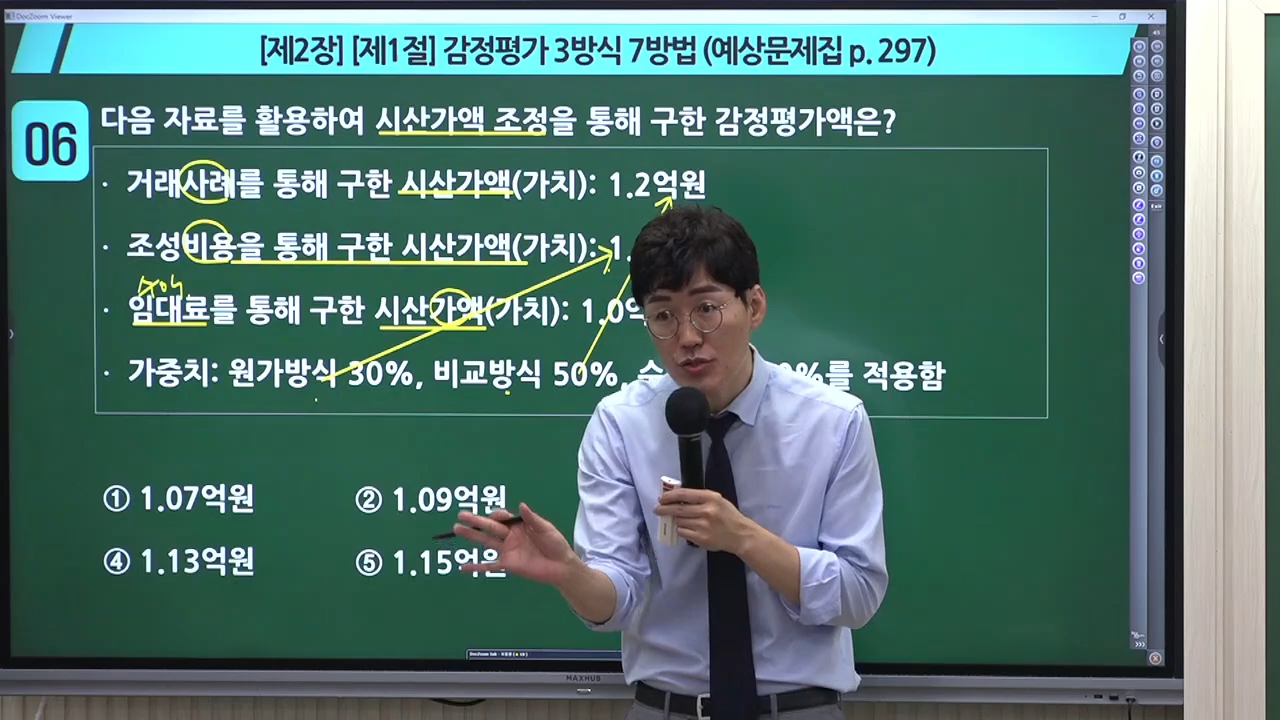 DocZoom Viewer
[제2장] [제1절] 감정평가 3방식 7방법 (예상문제집 p. 297)
06
다음 자료를 활용하여 시산가액 조정을 통해 구한 감정평가액은?
· 거래사례를 통해 구한 시산가액(가치): 1.2억원
· 조성비용을 통해 구한 시산가액(가치): 1.
수익
· 임대료를 통해 구한 시산가액(가치): 1.0억
· 가중치: 원가방식 30%, 비교방식 50%, 수 0%를 적용함
① 1.07억원 ② 1.09억원
④ 1.13억원 ⑤ 1.15억원
MAXHUB